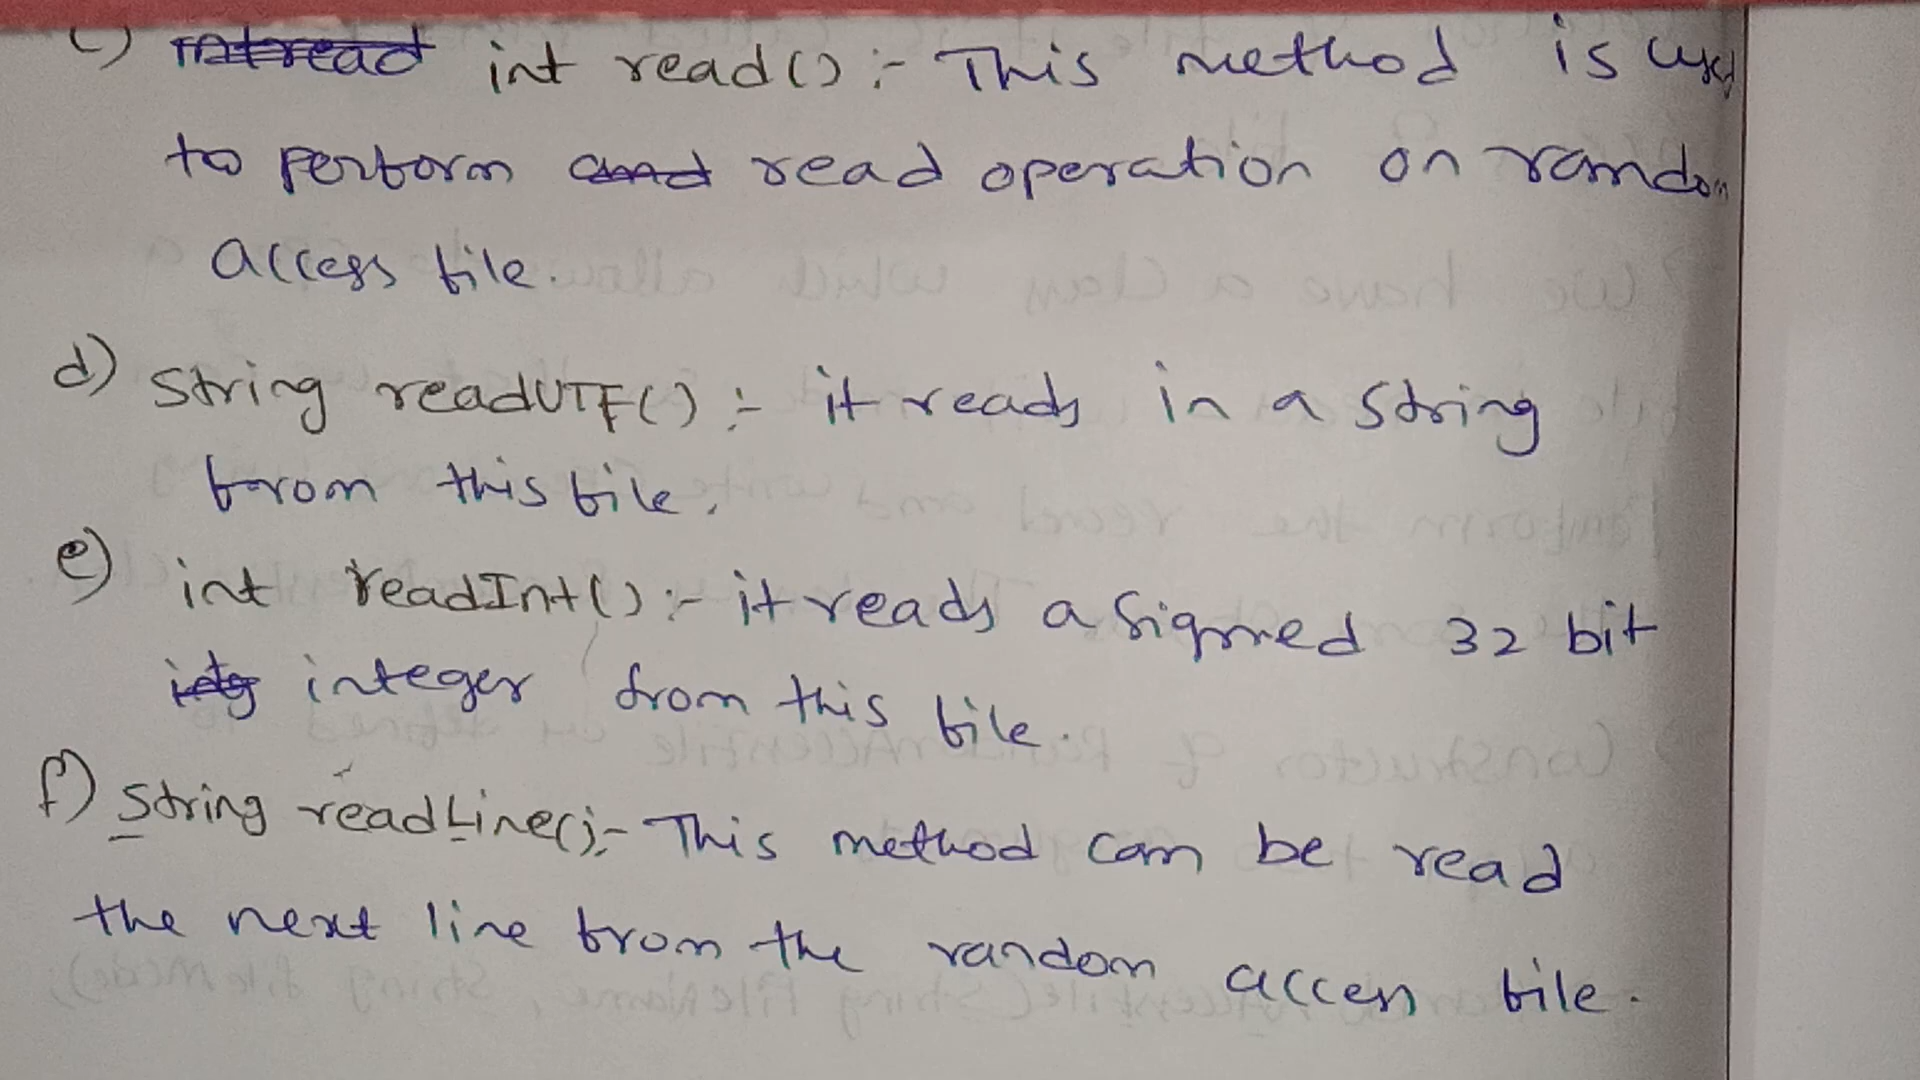 c) int read() :- This method is used
to perform read operation on random
access file.
d) String readUTF() :- it reads in a string
from this file.
e) int readInt() :- it reads a signed 32 bit
integer from this file.
f) String readLine() :- This method can be read
the next line from the random access file.